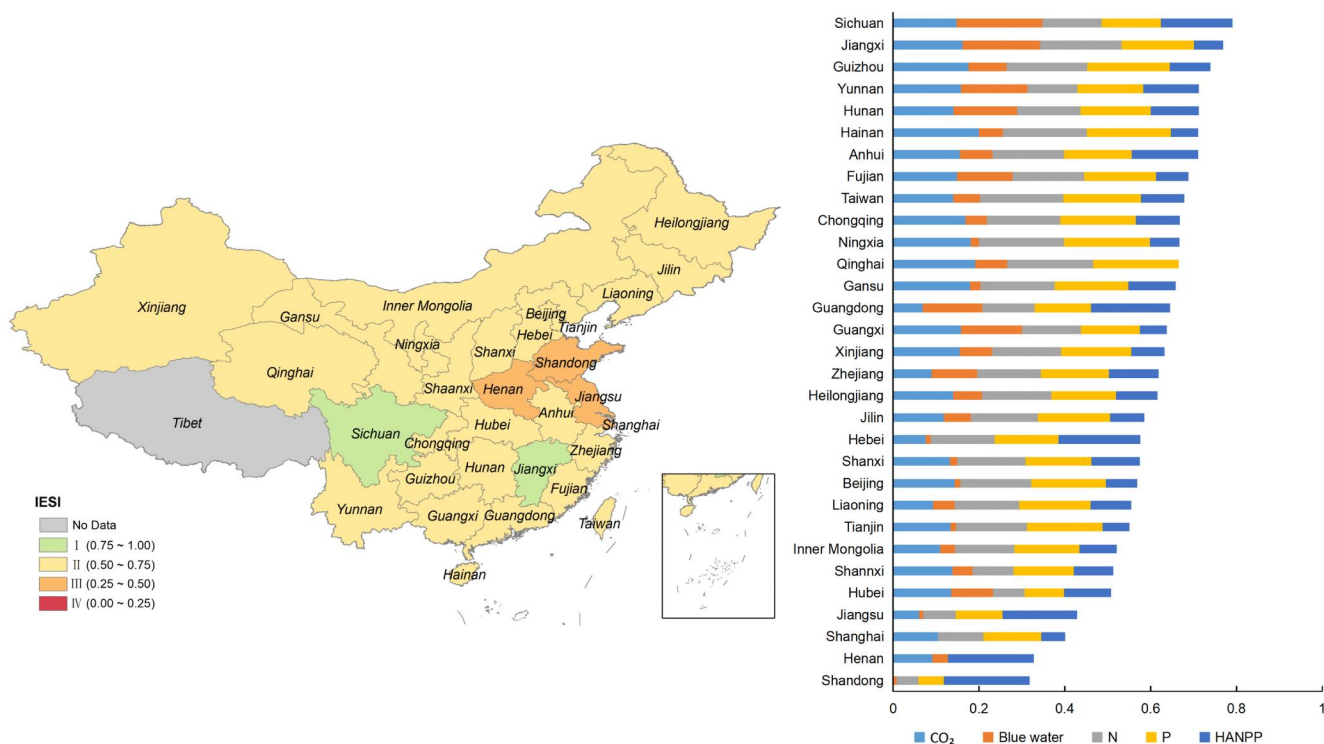 Heilongjiang
Jilin
Liaoning
Inner Mongolia
Xinjiang
Gansu
Beijing
Tianjin
Hebei
Ningxia
Shanxi
Shandong
Qinghai
Shaanxi
Henan
Jiangsu
Anhui
Tibet
Shanghai
Sichuan
Hubei
Chongqing
Zhejiang
Hunan
Jiangxi
Guizhou
Fujian
Yunnan
Guangxi
Guangdong
Taiwan
Hainan
IESI
No Data
Ⅰ (0.75 ~ 1.00)
Ⅱ (0.50 ~ 0.75)
Ⅲ (0.25 ~ 0.50)
Ⅳ (0.00 ~ 0.25)
Sichuan
Jiangxi
Guizhou
Yunnan
Hunan
Hainan
Anhui
Fujian
Taiwan
Chongqing
Ningxia
Qinghai
Gansu
Guangdong
Guangxi
Xinjiang
Zhejiang
Heilongjiang
Jilin
Hebei
Shanxi
Beijing
Liaoning
Tianjin
Inner Mongolia
Shannxi
Hubei
Jiangsu
Shanghai
Henan
Shandong
0 0.2 0.4 0.6 0.8 1
CO₂ Blue water N P HANPP